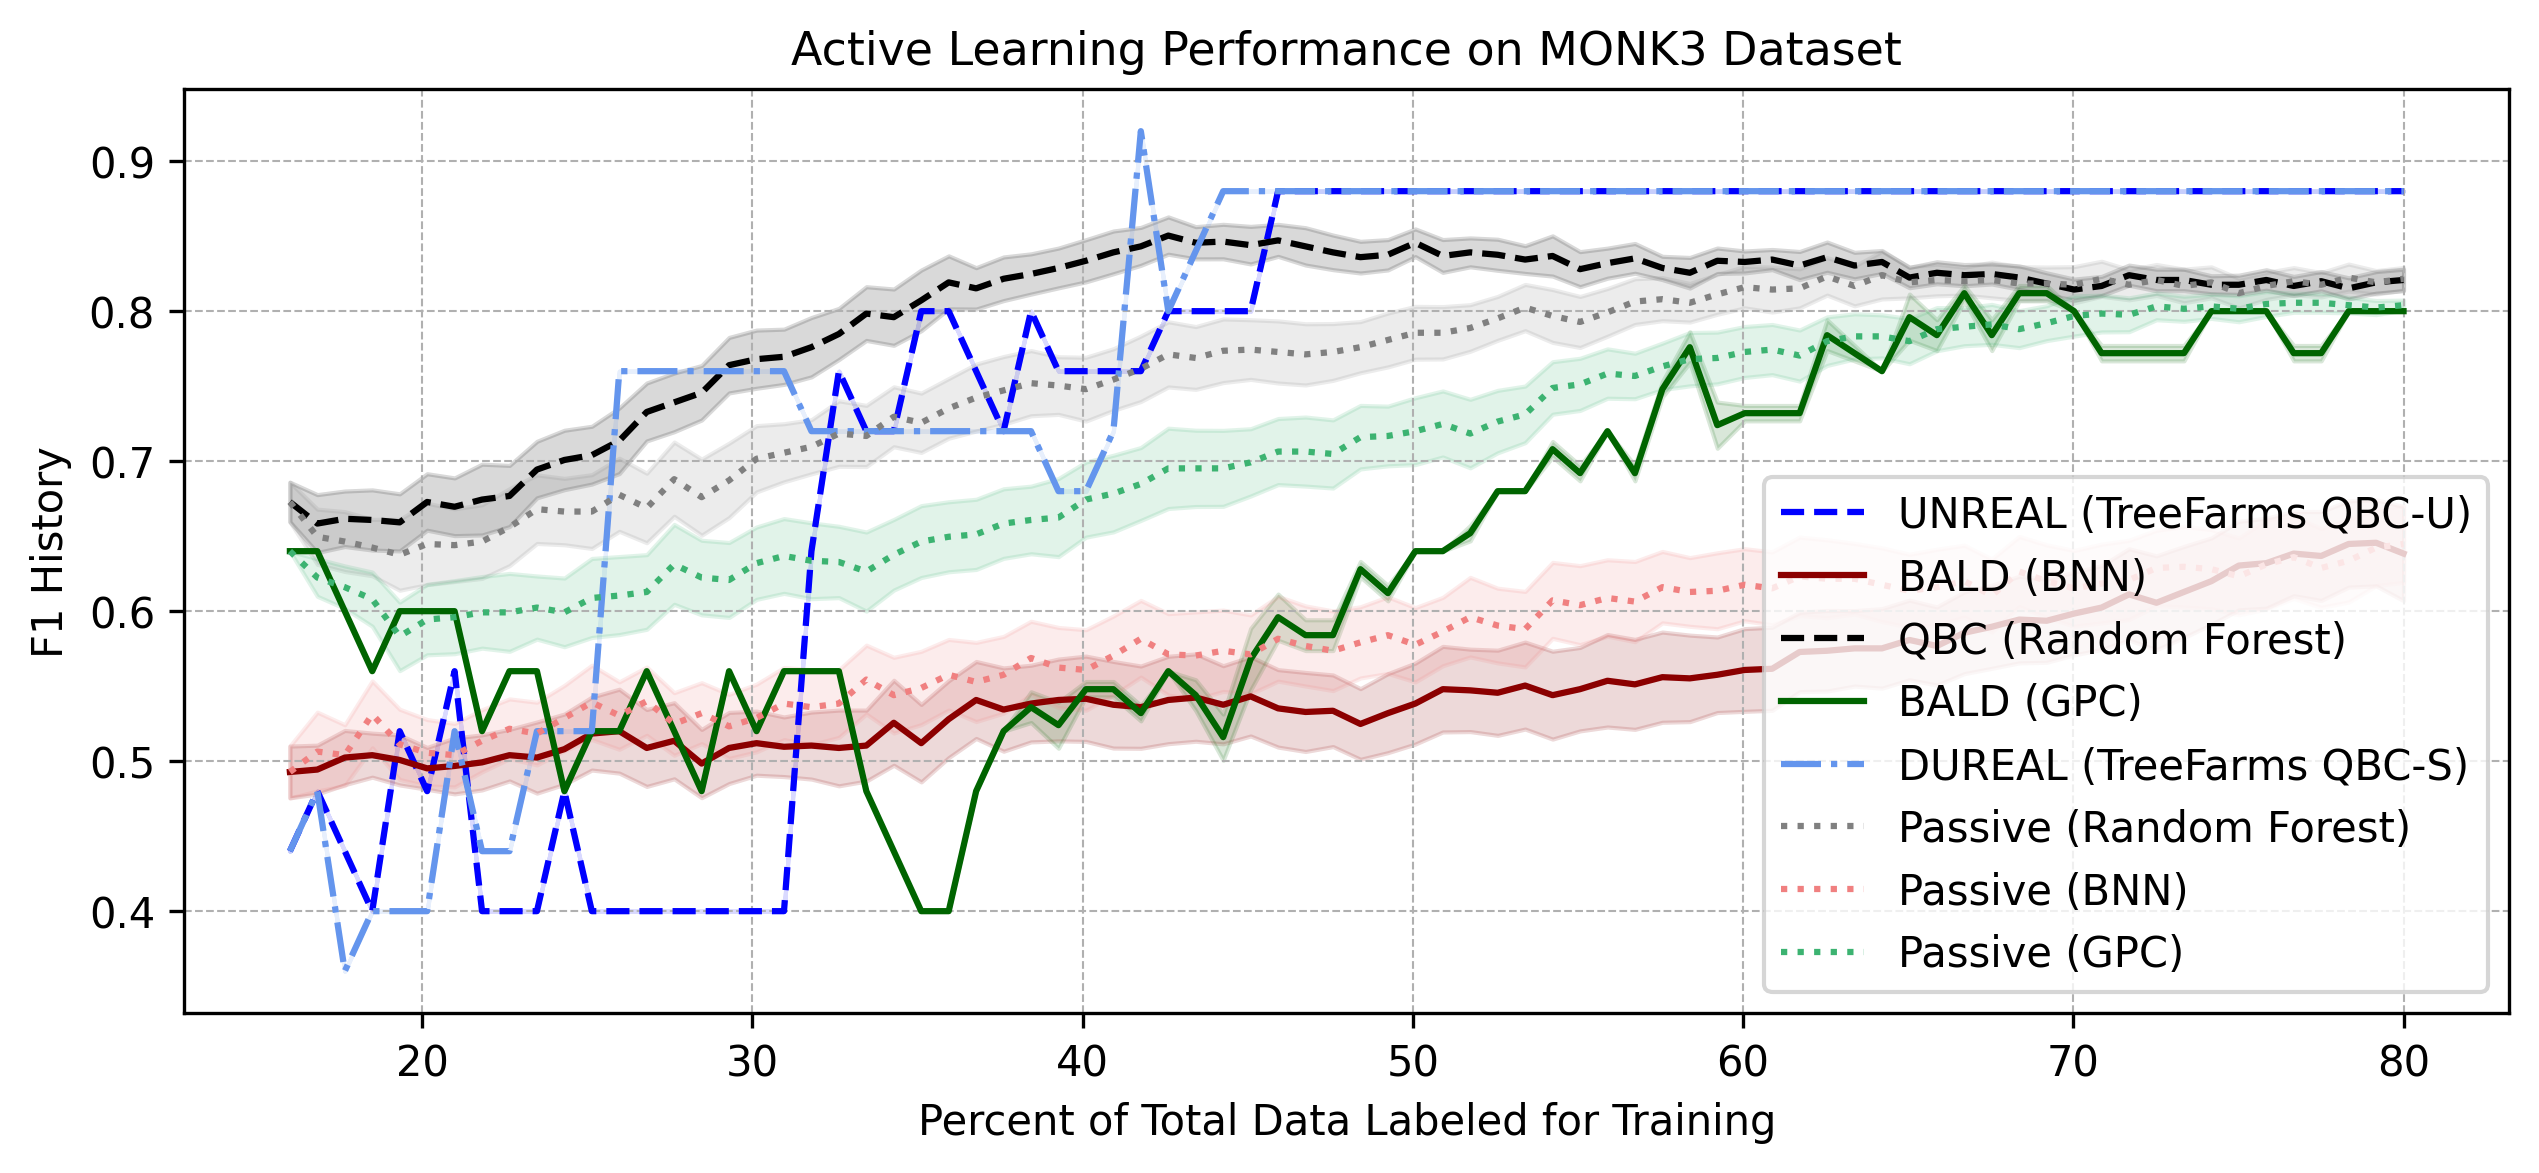 Active Learning Performance on MONK3 Dataset
F1 History
0.9
0.8
0.7
0.6
0.5
0.4
UNREAL (TreeFarms QBC-U)
BALD (BNN)
QBC (Random Forest)
BALD (GPC)
DUREAL (TreeFarms QBC-S)
Passive (Random Forest)
Passive (BNN)
Passive (GPC)
20 30 40 50 60 70 80
Percent of Total Data Labeled for Training